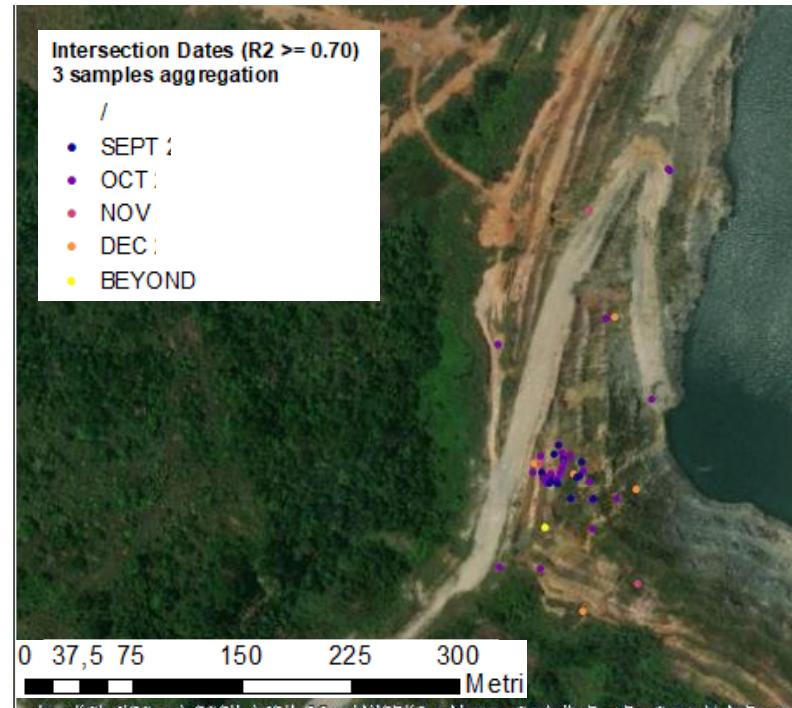 Intersection Dates (R2 >= 0.70)
3 samples aggregation
/
SEPT
OCT
NOV
DEC
BEYOND
0 37,5 75 150 225 300
Metri